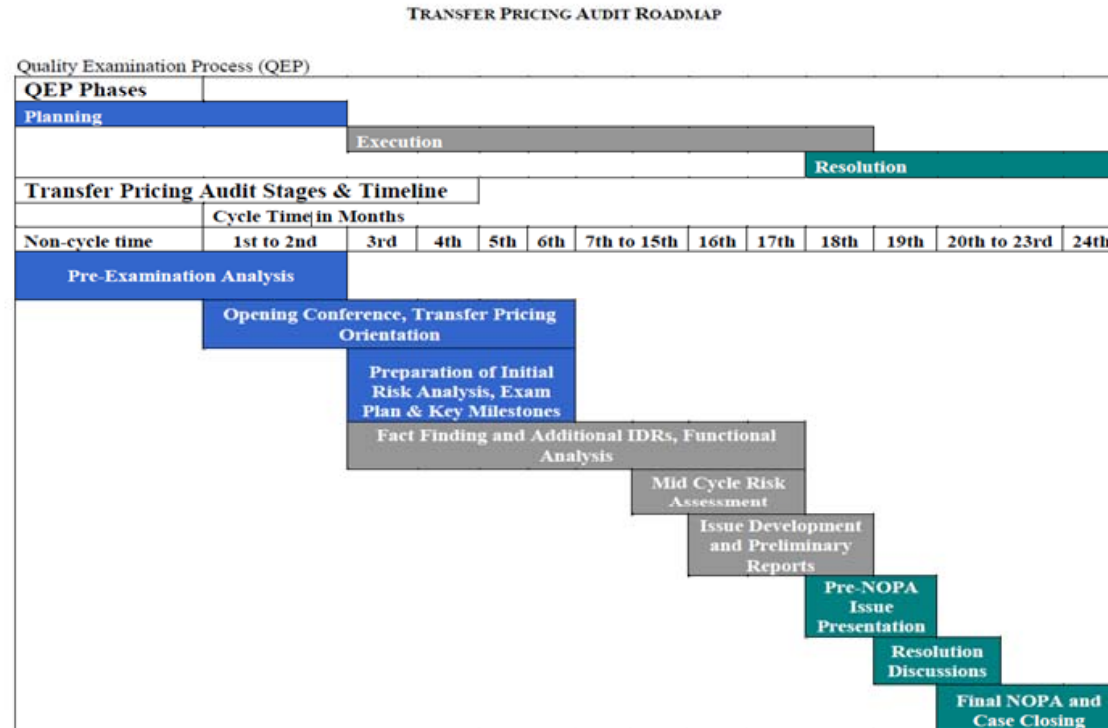 TRANSFER PRICING AUDIT ROADMAP
Quality Examination Process (QEP)
QEP Phases
Planning
Execution
Resolution
Transfer Pricing Audit Stages & Timeline
Cycle Time in Months
Non-cycle time 1st to 2nd 3rd 4th 5th 6th 7th to 15th 16th 17th 18th 19th 20th to 23rd 24th
Pre-Examination Analysis
Opening Conference, Transfer Pricing
Orientation
Preparation of Initial
Risk Analysis, Exam
Plan & Key Milestones
Fact Finding and Additional IDRs, Functional
Analysis
Mid Cycle Risk
Assessment
Issue Development
and Preliminary
Reports
Pre-NOPA
Issue
Presentation
Resolution
Discussions
Final NOPA and
Case Closing